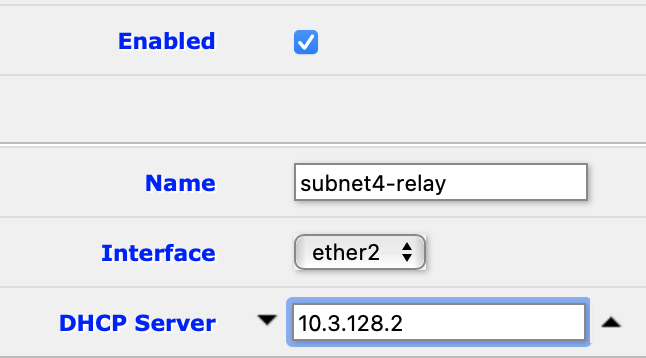 Enabled
Name subnet4-relay
Interface ether2
DHCP Server 10.3.128.2